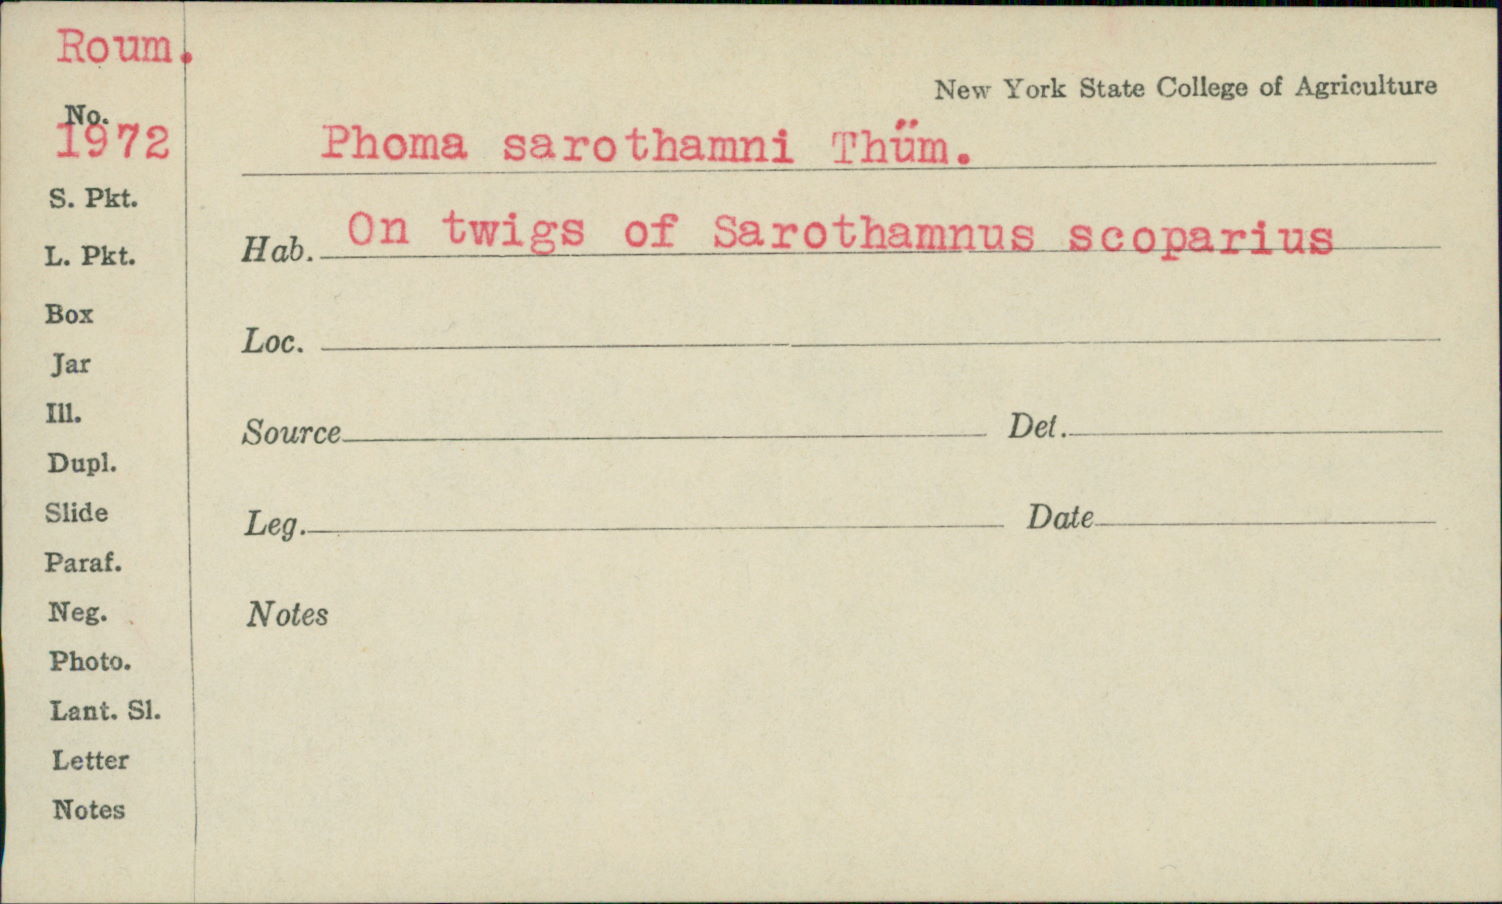 Roum.
New York State College of Agriculture
No.
1972
Phoma sarothamni Thüm.
S. Pkt.
Hab. On twigs of Sarothamnus scoparius
L. Pkt.
Box
Loc.
Jar
Ill.
Source Det.
Dupl.
Slide
Leg. Date
Paraf.
Neg.
Notes
Photo.
Lant. Sl.
Letter
Notes